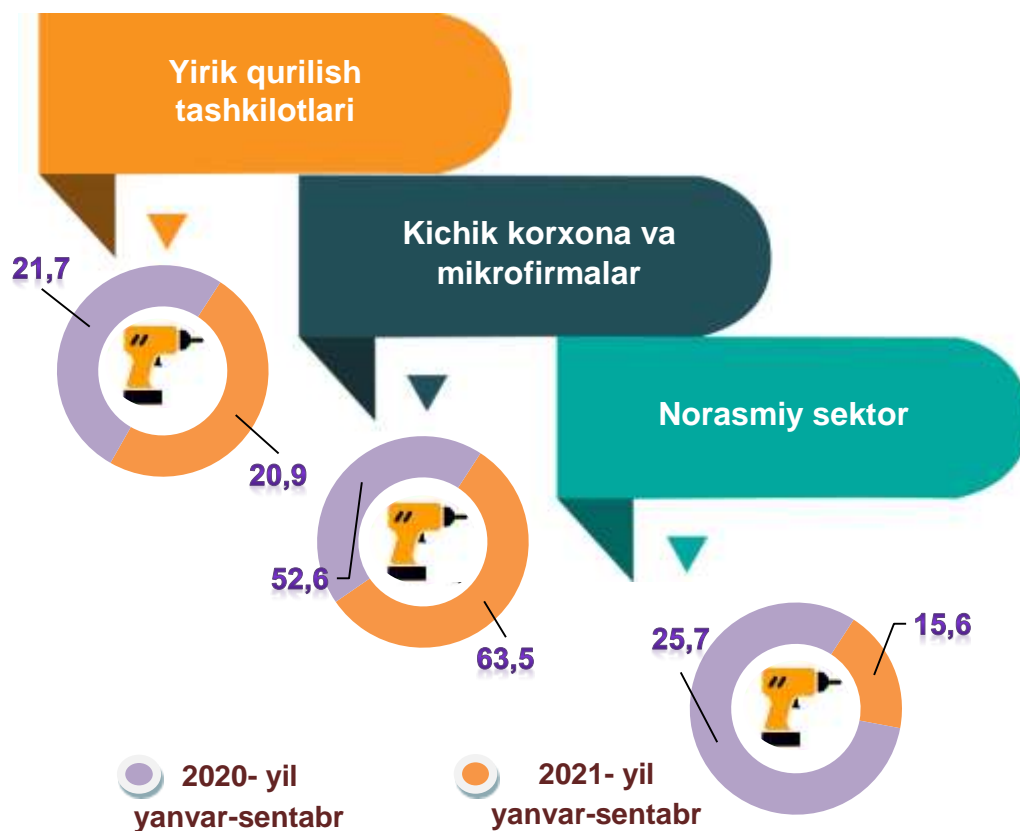 Yirik qurilish
tashkilotlari
Kichik korxona va
mikrofirmalar
Norasmiy sektor
21,7
20,9
52,6
63,5
25,7
15,6
2020- yil
yanvar-sentabr
2021- yil
yanvar-sentabr